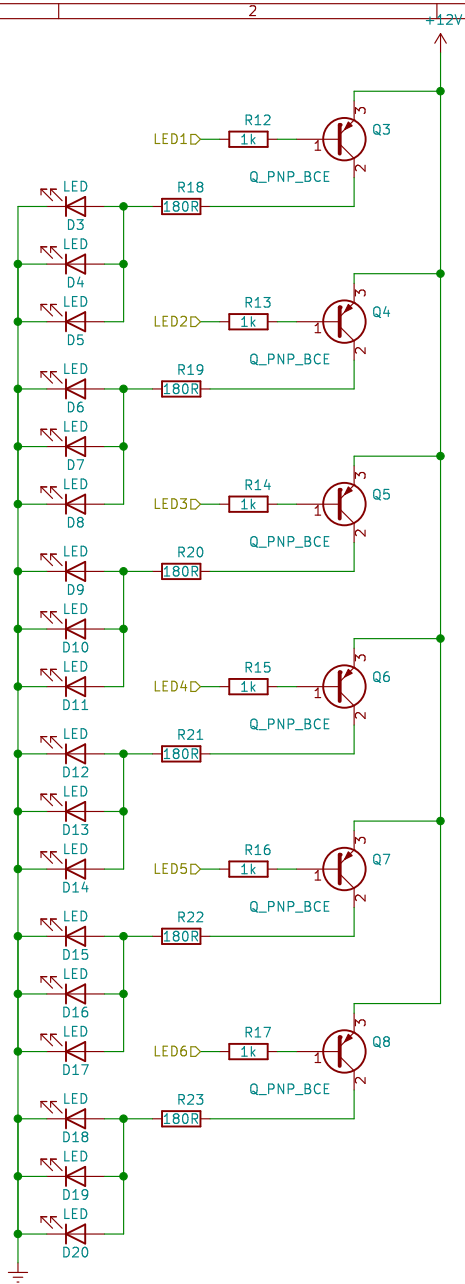 2
+12V
R12
3
Q3
LED1
1k
1
2
Q_PNP_BCE
LED
R18
180R
D3
LED
D4
3
LED
R13
Q4
LED2
1k
1
D5
2
Q_PNP_BCE
LED
R19
180R
D6
LED
D7
3
LED
R14
Q5
LED3
1k
1
D8
2
Q_PNP_BCE
LED
R20
180R
D9
LED
D10
3
LED
R15
Q6
LED4
1k
1
D11
2
Q_PNP_BCE
LED
R21
180R
D12
LED
D13
3
LED
R16
Q7
LED5
1k
1
D14
2
Q_PNP_BCE
LED
R22
180R
D15
LED
D16
3
LED
R17
Q8
LED6
1k
1
D17
2
Q_PNP_BCE
LED
R23
180R
D18
LED
D19
LED
D20